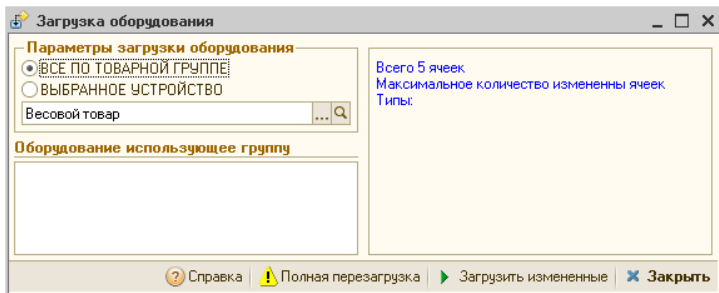 Загрузка оборудования
Параметры загрузки оборудования
ВСЕ ПО ТОВАРНОЙ ГРУППЕ
ВЫБРАННОЕ УСТРОЙСТВО
Весовой товар
...
Оборудование использующее группу
Всего 5 ячеек
Максимальное количество измененны ячеек
Типы:
Справка
Полная перезагрузка
Загрузить измененные
Закрыть